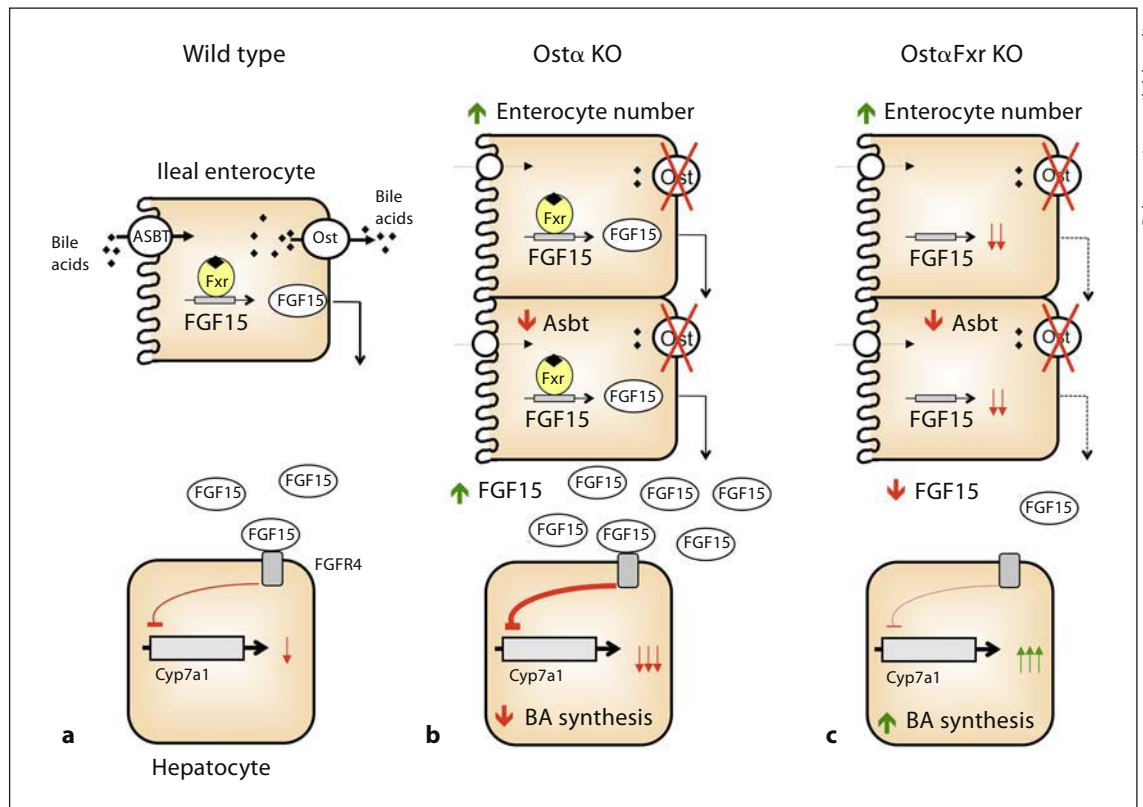 Wild type
Ileal enterocyte
Bile
acids
ASBT
Ost
Bile
acids
Fxr
FGF15
FGF15
FGF15
FGF15
FGF15
FGFR4
Cyp7a1
a
Hepatocyte
Ostα KO
Enterocyte number
Ost
Fxr
FGF15
FGF15
Asbt
Ost
Fxr
FGF15
FGF15
FGF15
FGF15
FGF15
FGF15
FGF15
FGF15
FGF15
Cyp7a1
BA synthesis
b
OstαFxr KO
Enterocyte number
Ost
FGF15
Asbt
Ost
FGF15
FGF15
FGF15
Cyp7a1
BA synthesis
c